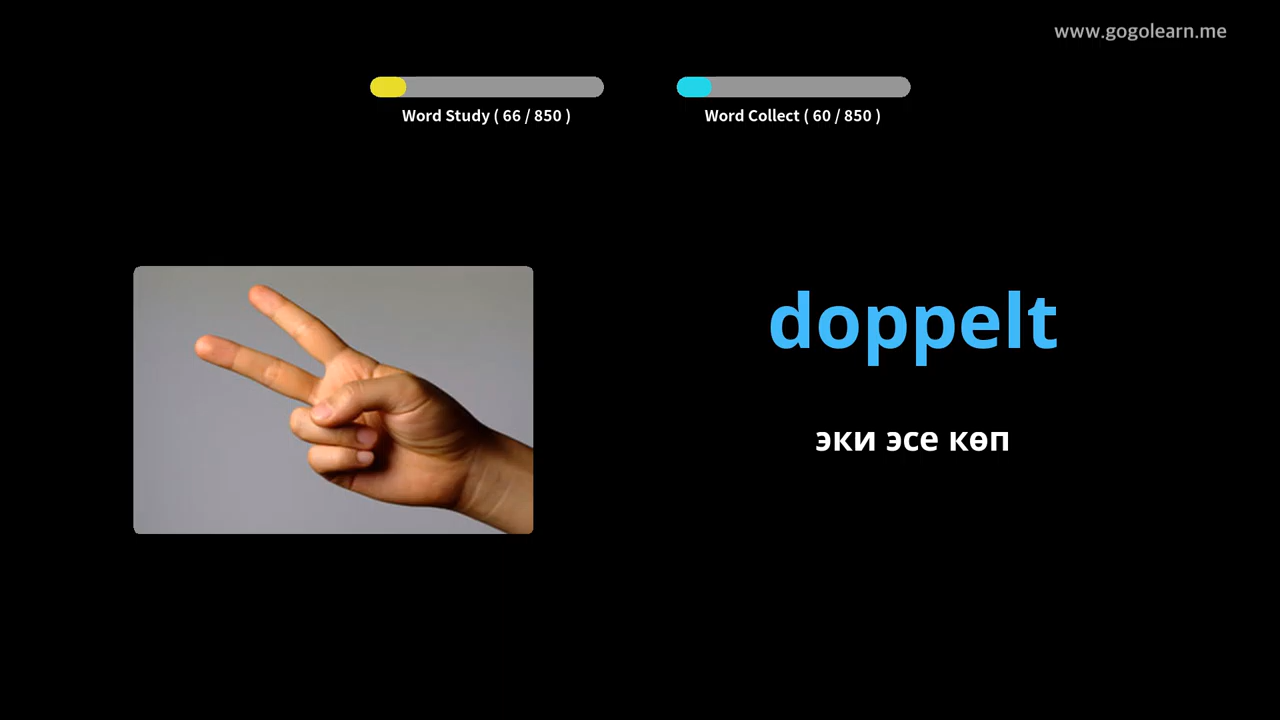 www.gogolearn.me
Word Study ( 66 / 850 )
Word Collect ( 60 / 850 )
doppelt
эки эсе көп